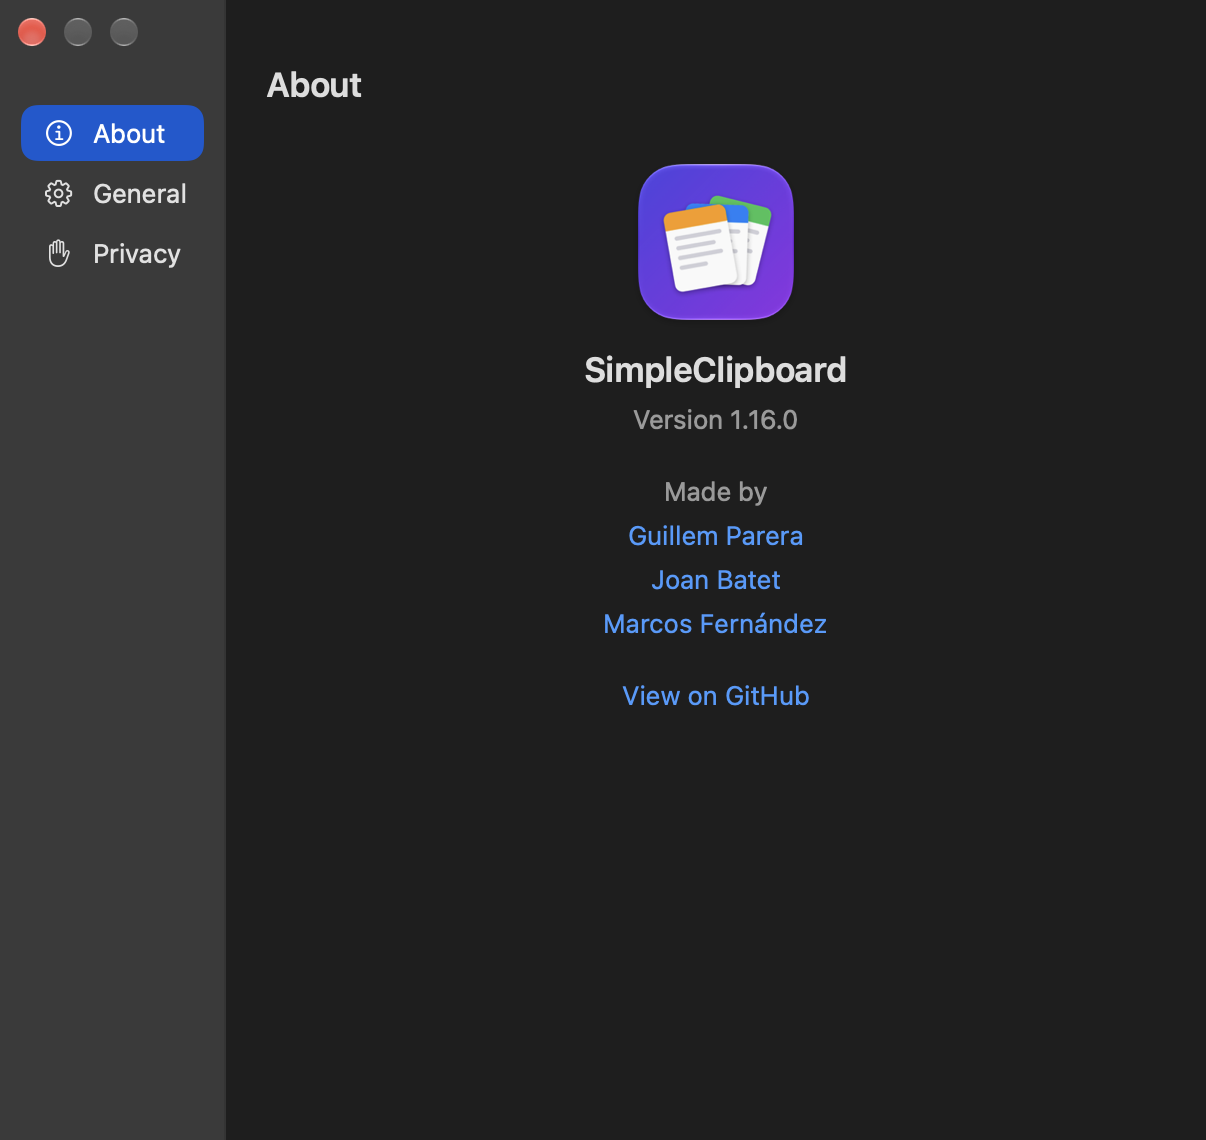 About
General
Privacy
About
SimpleClipboard
Version 1.16.0
Made by
Guillem Parera
Joan Batet
Marcos Fernández
View on GitHub